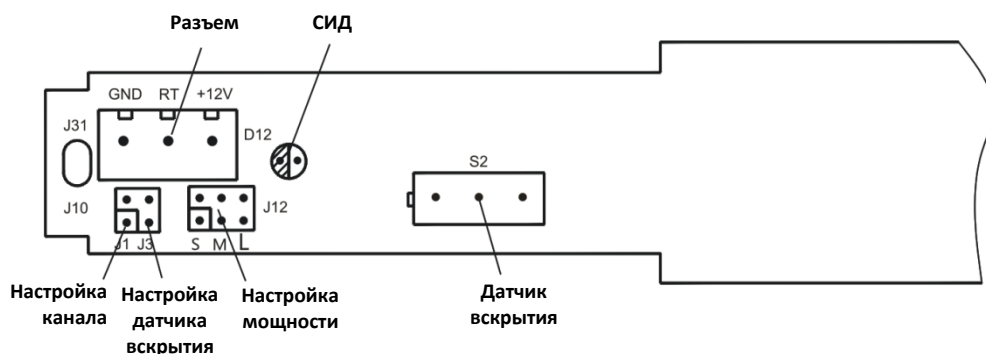 Разъем
СИД
GND RT +12V
J31
D12
S2
J10
J12
J1 J3
S M L
Настройка
канала
Настройка
датчика
вскрытия
Настройка
мощности
Датчик
вскрытия